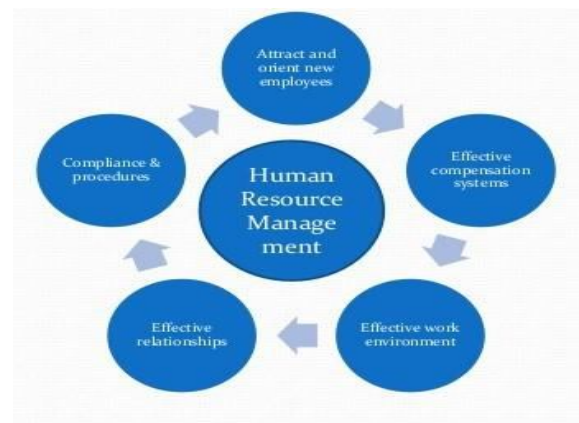 Attract and
orient new
employees
Effective
compensation
systems
Effective work
environment
Effective
relationships
Compliance &
procedures
Human
Resource
Manage
ment